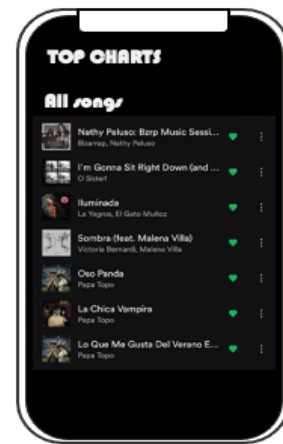 TOP CHARTS
All songs
Nathy Peluso: Bzrp Music Sessi...
Bizarrap, Nathy Peluso
I'm Gonna Sit Right Down (and ...
O Sister!
Iluminada
La Yegros, El Gato Muñoz
Sombra (feat. Malena Villa)
Victoria Bernardi, Malena Villa
Oso Panda
Papa Topo
La Chica Vampira
Papa Topo
Lo Que Me Gusta Del Verano E...
Papa Topo